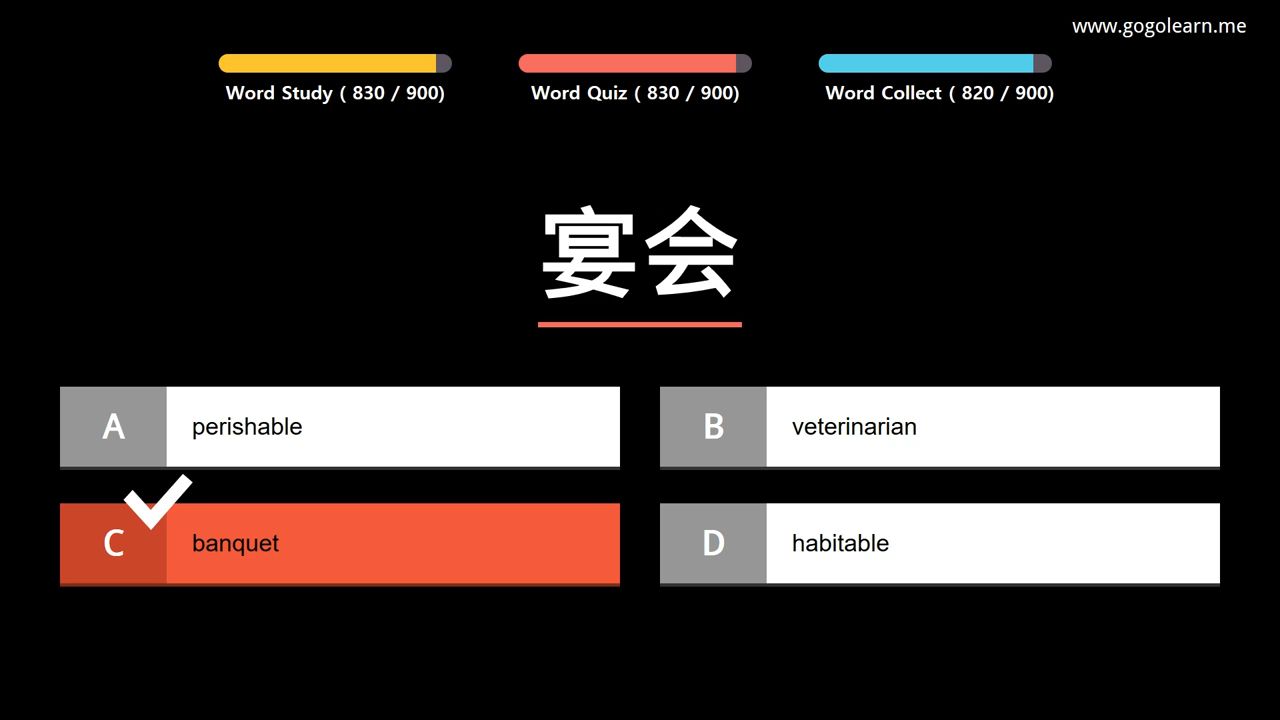 www.gogolearn.me
Word Study ( 830 / 900)
Word Quiz ( 830 / 900)
Word Collect ( 820 / 900)
宴会
A perishable
B veterinarian
C banquet
D habitable